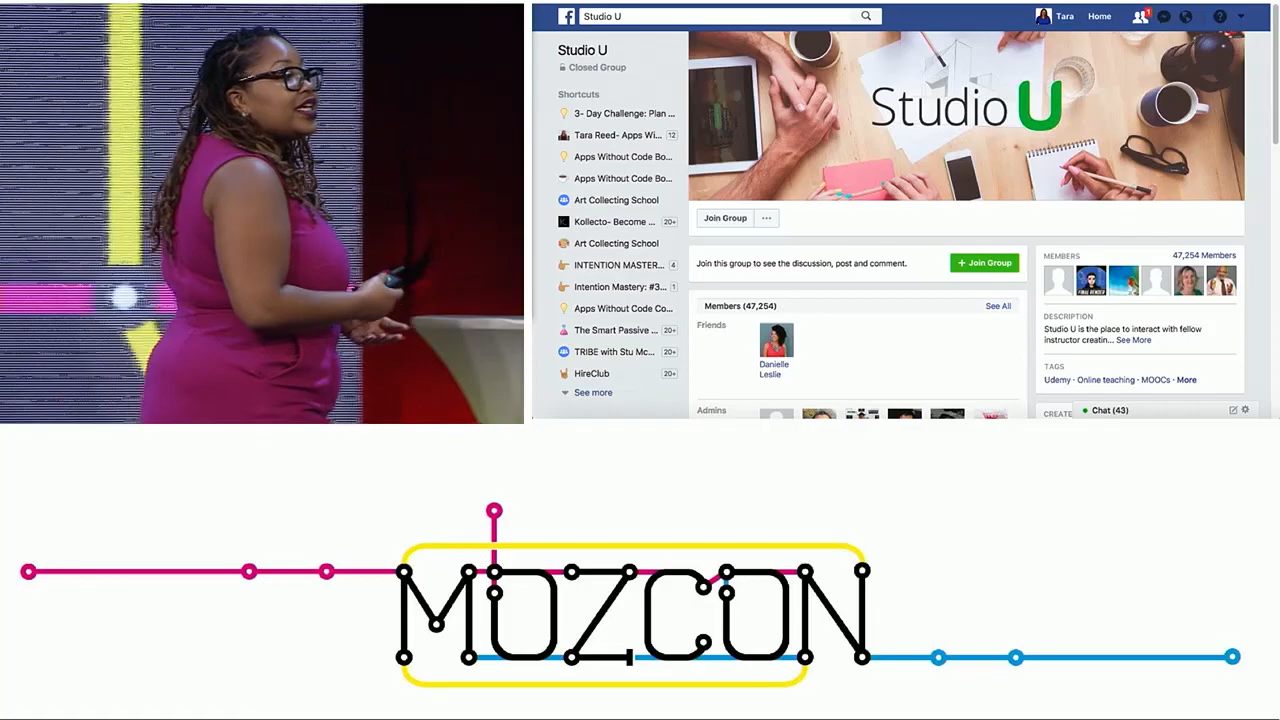 Studio U
Tara
Home
1
Studio U
Closed Group
Shortcuts
3- Day Challenge: Plan ...
Tara Reed- Apps Wi... 12
Apps Without Code Bo...
Apps Without Code Bo...
Art Collecting School
Kollecto- Become ... 20+
Art Collecting School
INTENTION MASTER... 4
Intention Mastery: #3... 1
Apps Without Code Co...
The Smart Passive ... 20+
TRIBE with Stu Mc... 20+
HireClub 20+
See more
Studio U
Join Group ...
Join this group to see the discussion, post and comment.
+ Join Group
Members (47,254) See All
Friends
Danielle
Leslie
Admins
MEMBERS 47,254 Members
FINAL RENDER
DESCRIPTION
Studio U is the place to interact with fellow
instructor creatin... See More
TAGS
Udemy · Online teaching · MOOCs · More
CREATE
Chat (43)
MOZCON